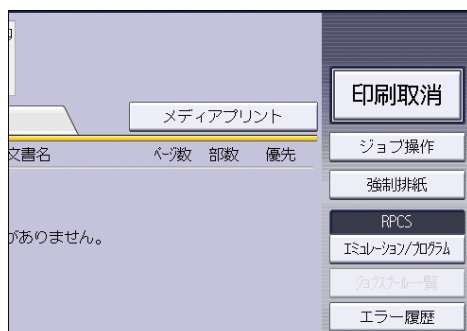 印刷取消
メディアプリント
ジョブ操作
文書名 ページ数 部数 優先
強制排紙
RPCS
がありません。
エミュレーション/プログラム
ジョブスプール一覧
エラー履歴